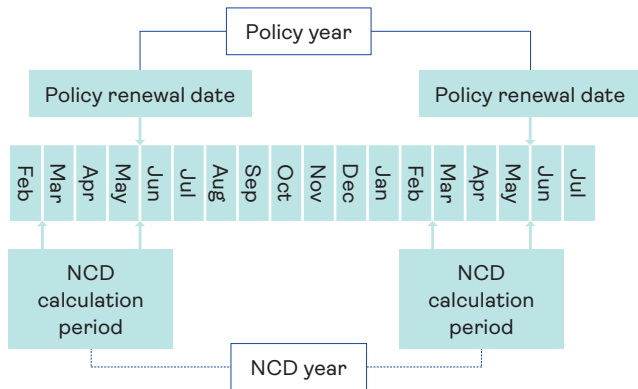 Policy year
Policy renewal date
Policy renewal date
Feb
Mar
Apr
May
Jun
Jul
Aug
Sep
Oct
Nov
Dec
Jan
Feb
Mar
Apr
May
Jun
Jul
NCD
calculation
period
NCD
calculation
period
NCD year